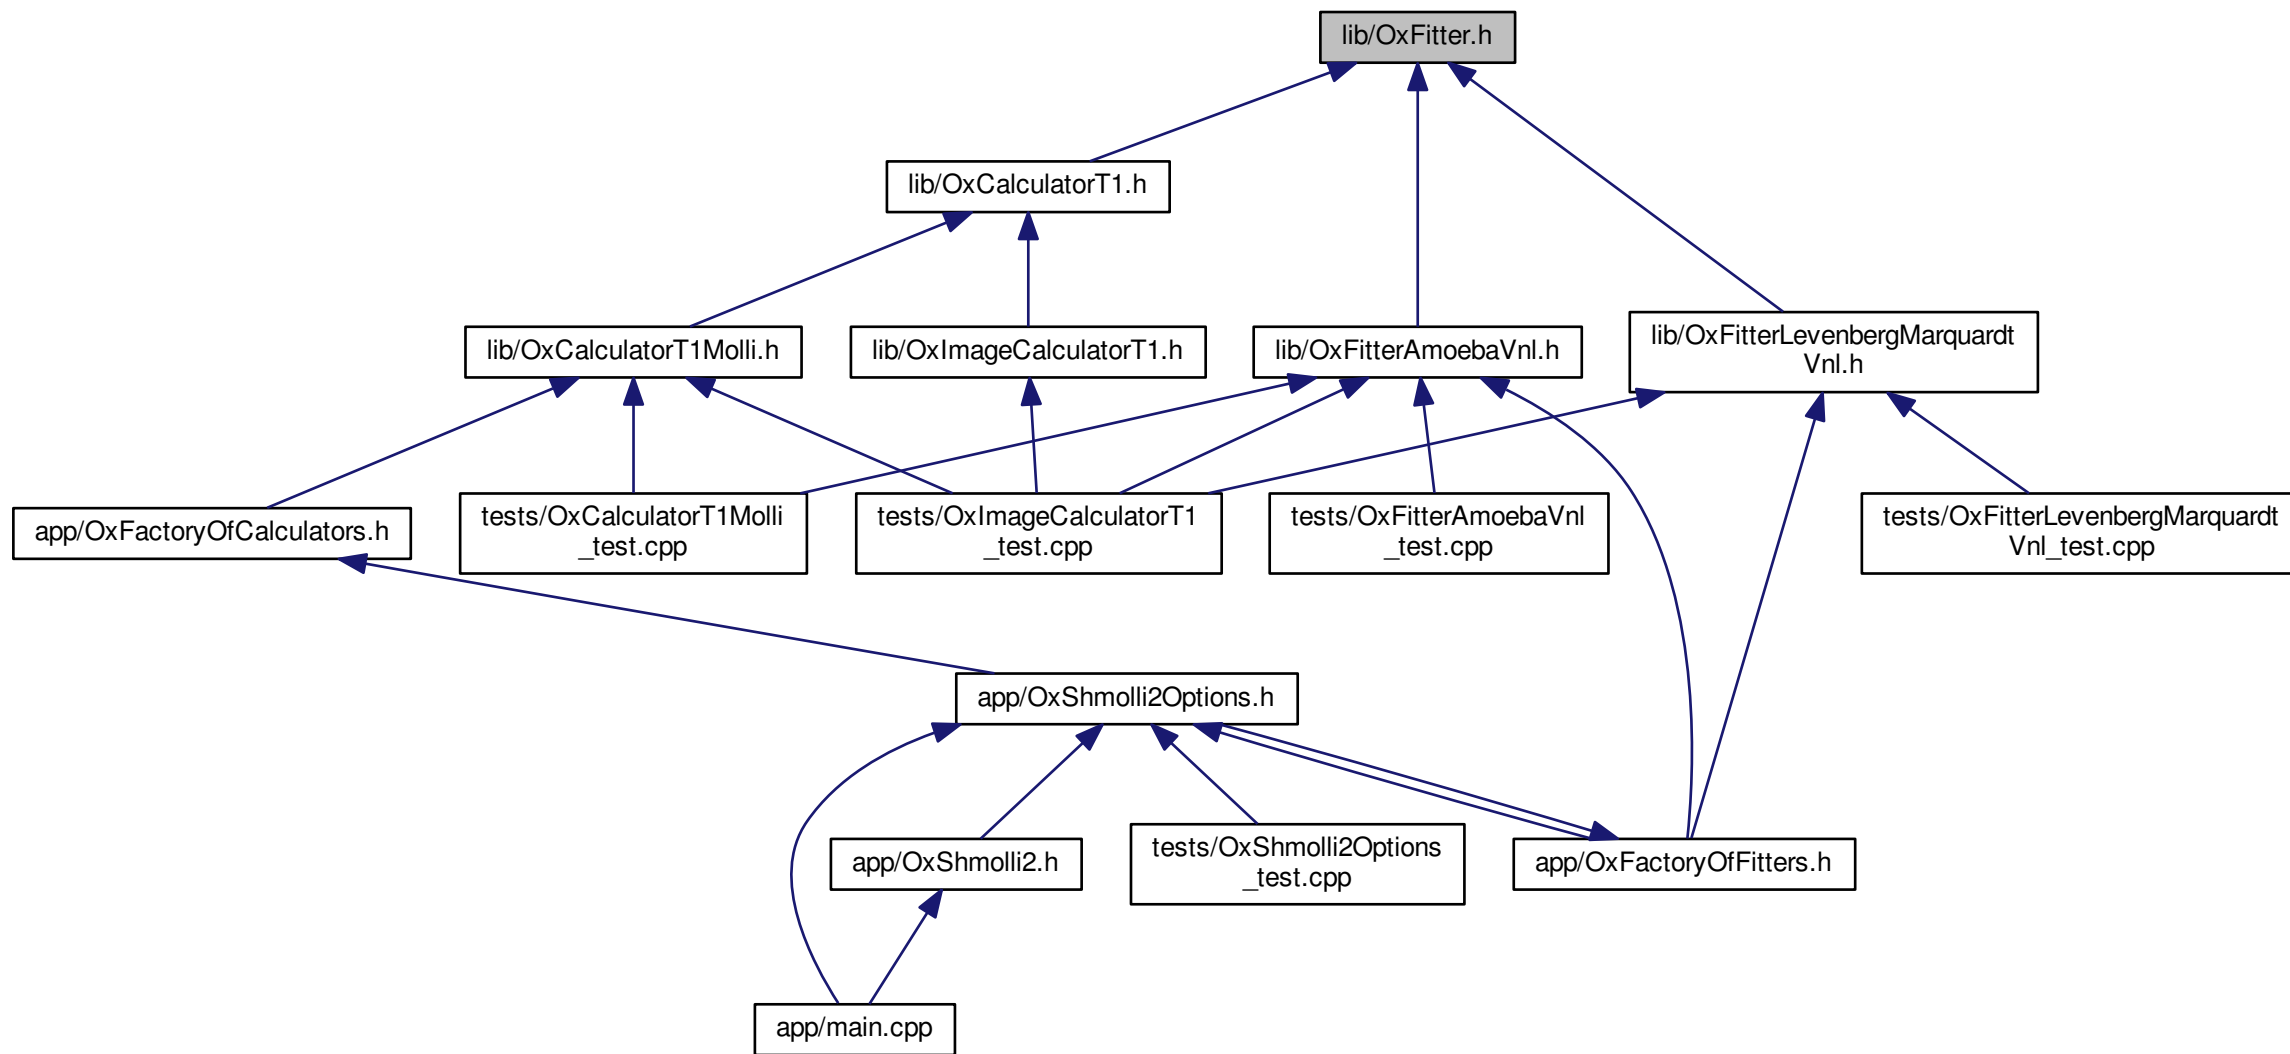 lib/OxFitter.h
lib/OxCalculatorT1.h
lib/OxCalculatorT1Molli.h
lib/OxImageCalculatorT1.h
lib/OxFitterAmoebaVnl.h
lib/OxFitterLevenbergMarquardt
Vnl.h
app/OxFactoryOfCalculators.h
tests/OxCalculatorT1Molli
_test.cpp
tests/OxImageCalculatorT1
_test.cpp
tests/OxFitterAmoebaVnl
_test.cpp
tests/OxFitterLevenbergMarquardt
Vnl_test.cpp
app/OxShmolli2Options.h
app/OxShmolli2.h
tests/OxShmolli2Options
_test.cpp
app/OxFactoryOfFitters.h
app/main.cpp